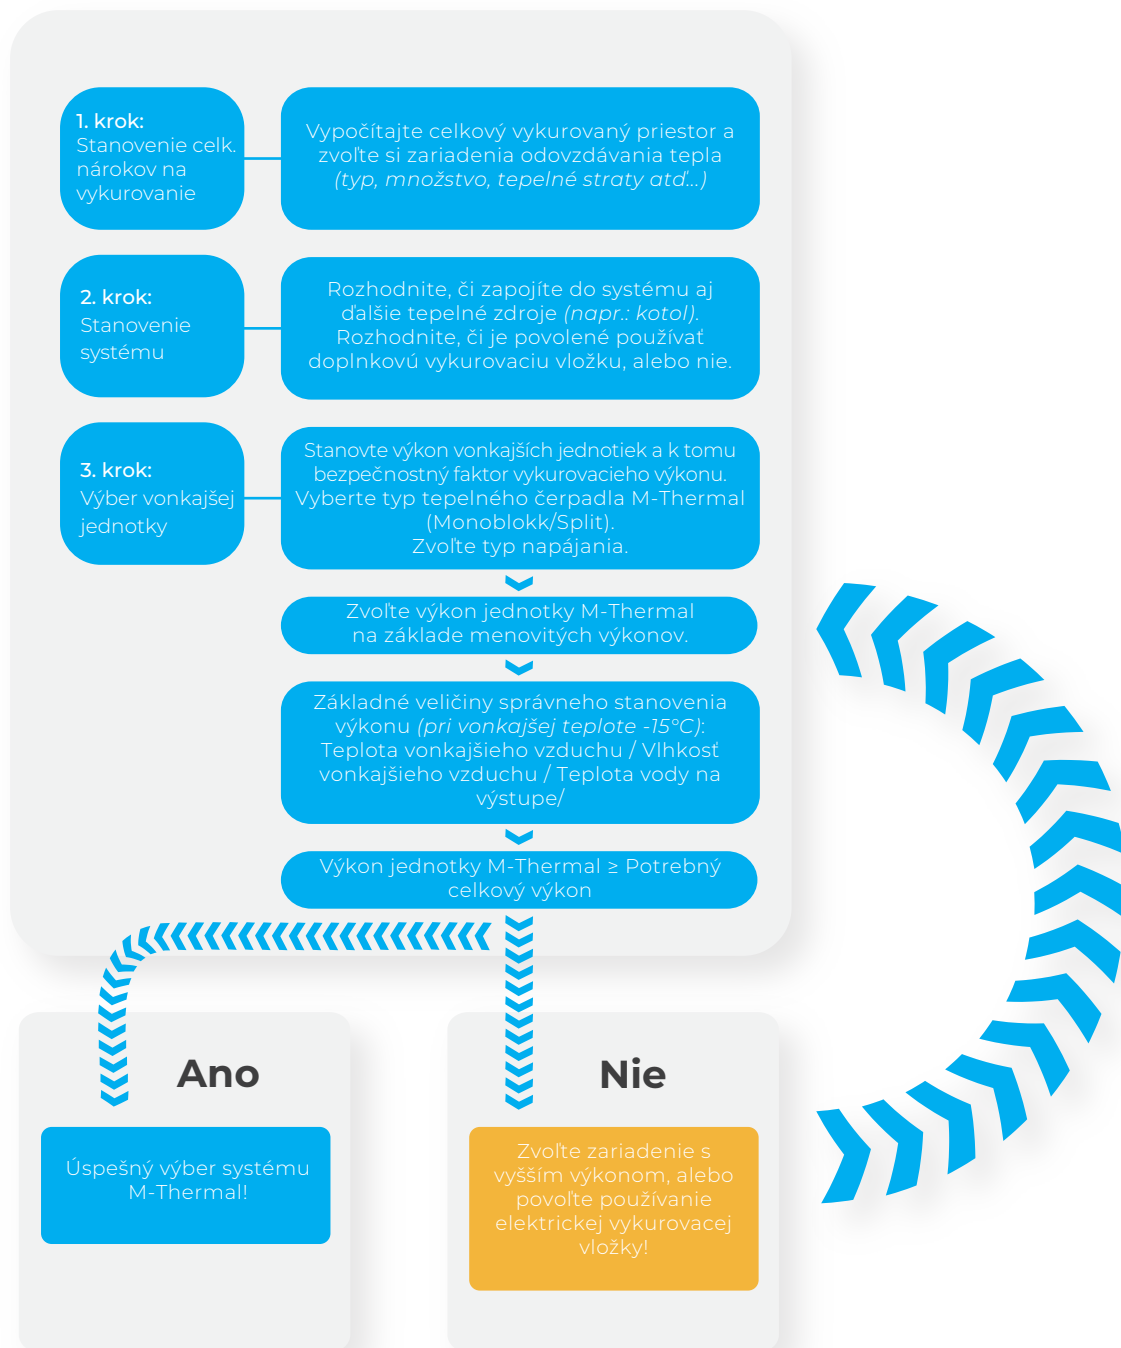 1. krok:
Stanovenie celk.
nárokov na
vykurovanie
Vypočítajte celkový vykurovaný priestor a
zvoľte si zariadenia odovzdávania tepla
(typ, množstvo, tepelné straty atď...)
2. krok:
Stanovenie
systému
Rozhodnite, či zapojíte do systému aj
ďalšie tepelné zdroje (napr.: kotol).
Rozhodnite, či je povolené používať
doplnkovú vykurovaciu vložku, alebo nie.
3. krok:
Výber vonkajšej
jednotky
Stanovte výkon vonkajších jednotiek a k tomu
bezpečnostný faktor vykurovacieho výkonu.
Vyberte typ tepelného čerpadla M-Thermal
(Monoblokk/Split).
Zvoľte typ napájania.
Zvoľte výkon jednotky M-Thermal
na základe menovitých výkonov.
Základné veličiny správneho stanovenia
výkonu (pri vonkajšej teplote -15°C):
Teplota vonkajšieho vzduchu / Vlhkosť
vonkajšieho vzduchu / Teplota vody na
výstupe/
Výkon jednotky M-Thermal ≥ Potrebný
celkový výkon
Ano
Úspešný výber systému
M-Thermal!
Nie
Zvoľte zariadenie s
vyšším výkonom, alebo
povoľte používanie
elektrickej vykurovacej
vložky!